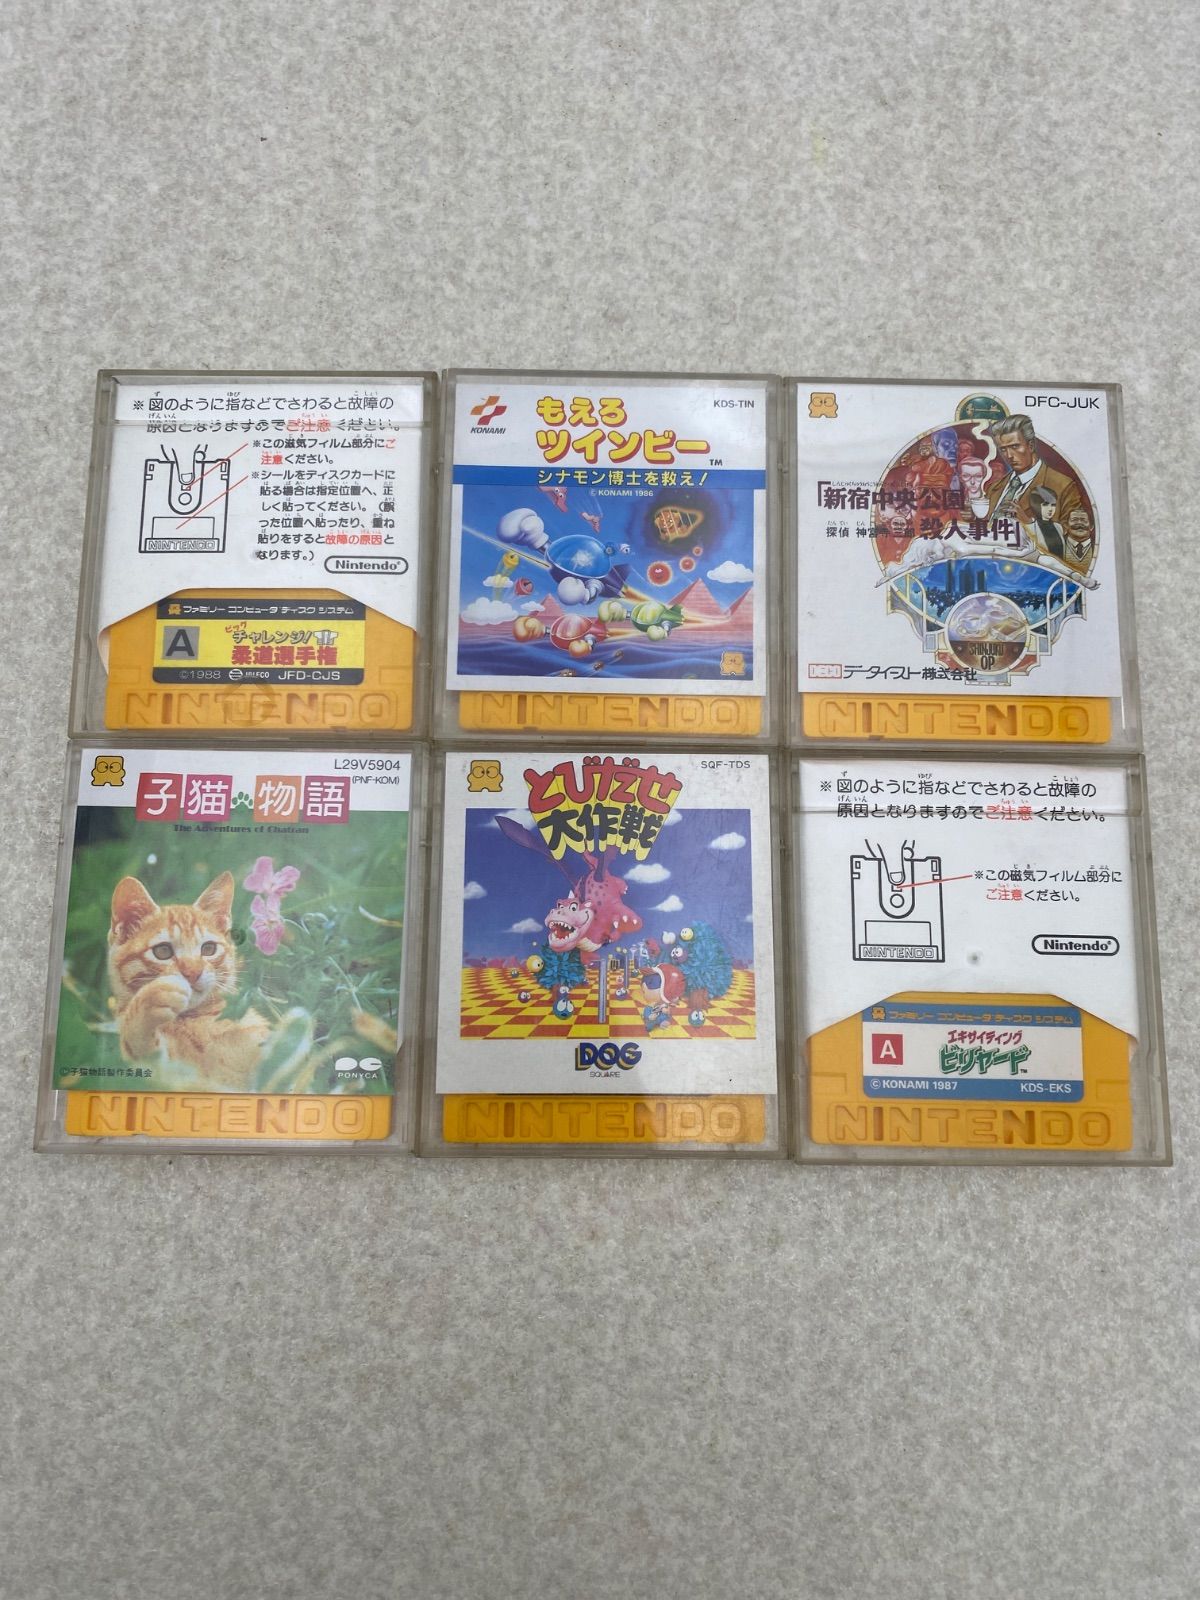 ※図のように指などでさわると故障の
原因となりますのでご注意ください。
※この磁気フィルム部分にご
注意ください。
※シールをディスクカードに
貼る場合は指定位置へ、正
しく貼ってください。(誤
った位置へ貼ったり、重ね
貼りをすると故障の原因と
なります。)
NINTENDO
Nintendo
ファミリー コンピュータ ディスク システム
A
ビッグ
チャレンジ!
柔道選手権
©1988 JALECO JFD-CJS
NINTENDO
KONAMI
KDS-TIN
もえろ
ツインビー™
シナモン博士を救え!
© KONAMI 1986
NINTENDO
DFC-JUK
「新宿中央公園
探偵 神宮寺三郎 殺人事件」
SHINJUKU
OP
DECO データイースト株式会社
NINTENDO
L29V5904
(PNF-KOM)
子猫物語
The Adventures of Chatran
©子猫物語製作委員会
PONYCA
NINTENDO
SQF-TDS
とびだせ
大作戦
DOG
SQUARE
NINTENDO
※図のように指などでさわると故障の
原因となりますのでご注意ください。
※この磁気フィルム部分に
ご注意ください。
NINTENDO
Nintendo
ファミリー コンピュータ ディスク システム
A
エキサイティング
ビリヤード™
© KONAMI 1987 KDS-EKS
NINTENDO